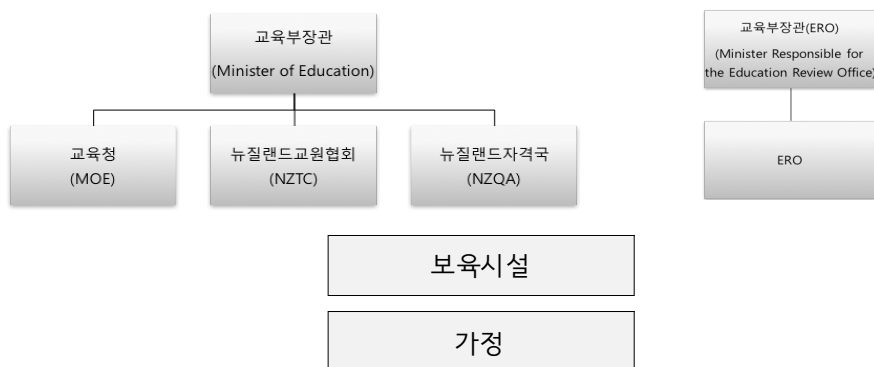 교육부장관
(Minister of Education)
교육부장관(ERO)
(Minister Responsible for
the Education Review Office)
교육청
(MOE)
뉴질랜드교원협회
(NZTC)
뉴질랜드자격국
(NZQA)
ERO
보육시설
가정